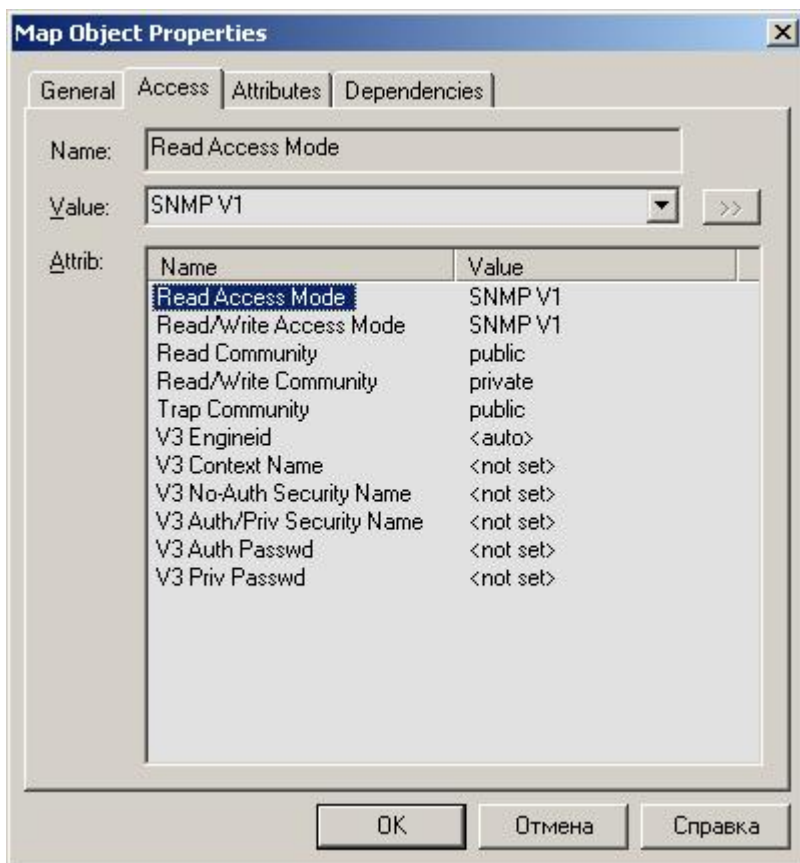 Map Object Properties
General Access Attributes Dependencies
Name: Read Access Mode
Value: SNMP V1 >>
Attrib: Name Value
Read Access Mode SNMP V1
Read/Write Access Mode SNMP V1
Read Community public
Read/Write Community private
Trap Community public
V3 Engineid <auto>
V3 Context Name <not set>
V3 No-Auth Security Name <not set>
V3 Auth/Priv Security Name <not set>
V3 Auth Passwd <not set>
V3 Priv Passwd <not set>
OK Отмена Справка